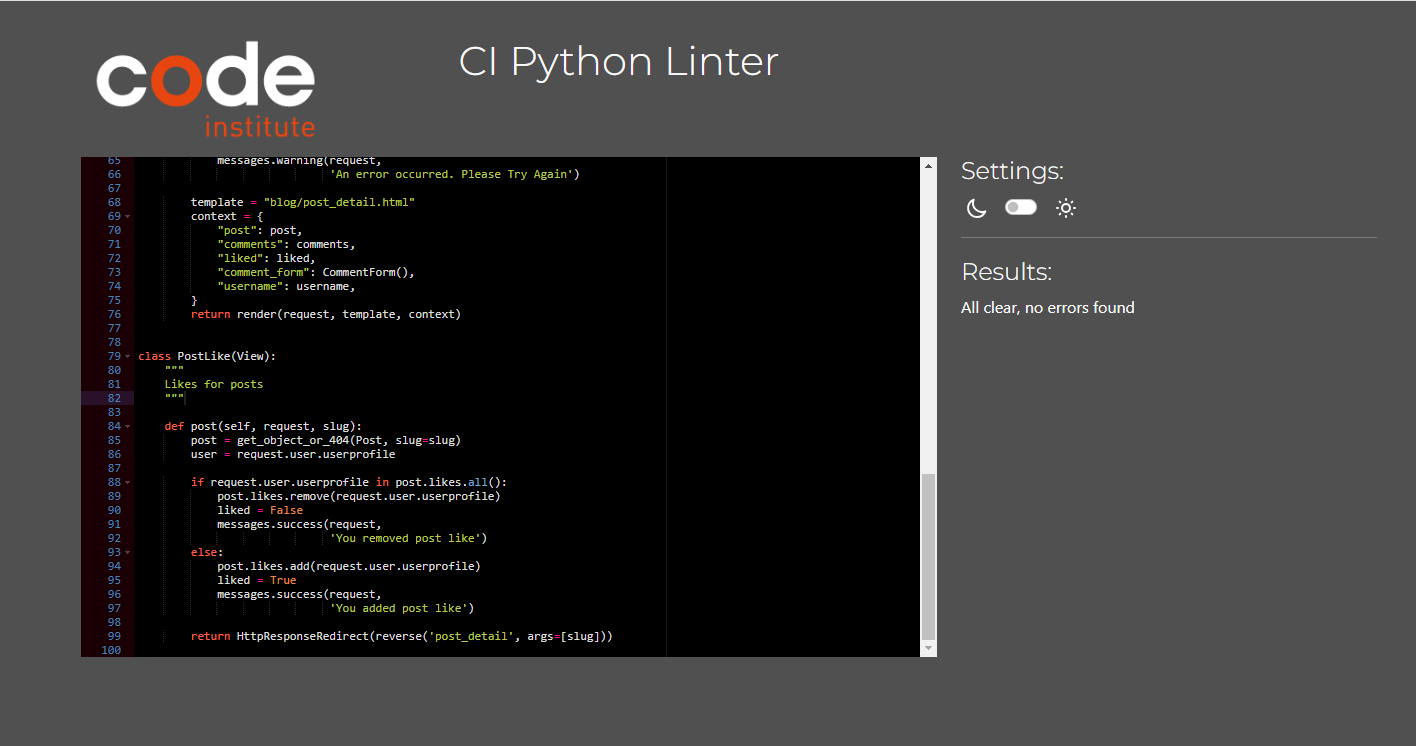 code
institute
CI Python Linter
65 messages.warning(request,
66 'An error occurred. Please Try Again')
67
68 template = "blog/post_detail.html"
69 context = {
70 "post": post,
71 "comments": comments,
72 "liked": liked,
73 "comment_form": CommentForm(),
74 "username": username,
75 }
76 return render(request, template, context)
77
78
79 class PostLike(View):
80 """
81 Likes for posts
82 """
83
84 def post(self, request, slug):
85 post = get_object_or_404(Post, slug=slug)
86 user = request.user.userprofile
87
88 if request.user.userprofile in post.likes.all():
89 post.likes.remove(request.user.userprofile)
90 liked = False
91 messages.success(request,
92 'You removed post like')
93 else:
94 post.likes.add(request.user.userprofile)
95 liked = True
96 messages.success(request,
97 'You added post like')
98
99 return HttpResponseRedirect(reverse('post_detail', args=[slug]))
100
Settings:
Results:
All clear, no errors found